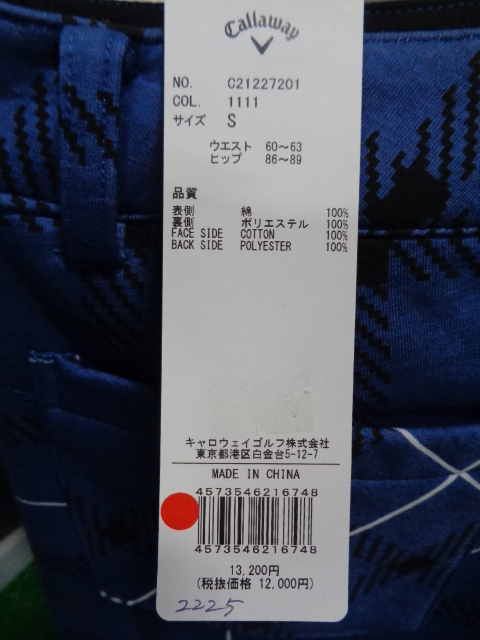 Callaway
NO. C21227201
COL. 1111
サイズ S
ウエスト 60～63
ヒップ 86～89
品質
表側 綿 100%
裏側 ポリエステル 100%
FACE SIDE COTTON 100%
BACK SIDE POLYESTER 100%
キャロウェイゴルフ株式会社
東京都港区白金台5-12-7
MADE IN CHINA
4573546216748
4573546216748
13,200円
(税抜価格 12,000円)
2225